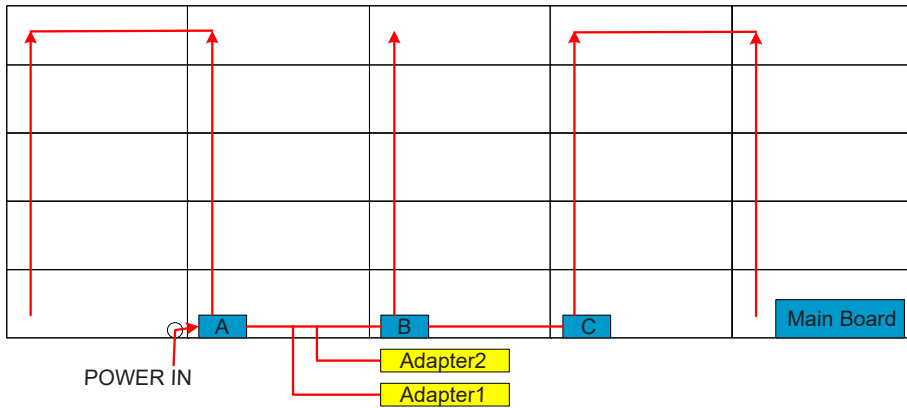 A
B
C
Main Board
POWER IN
Adapter2
Adapter1